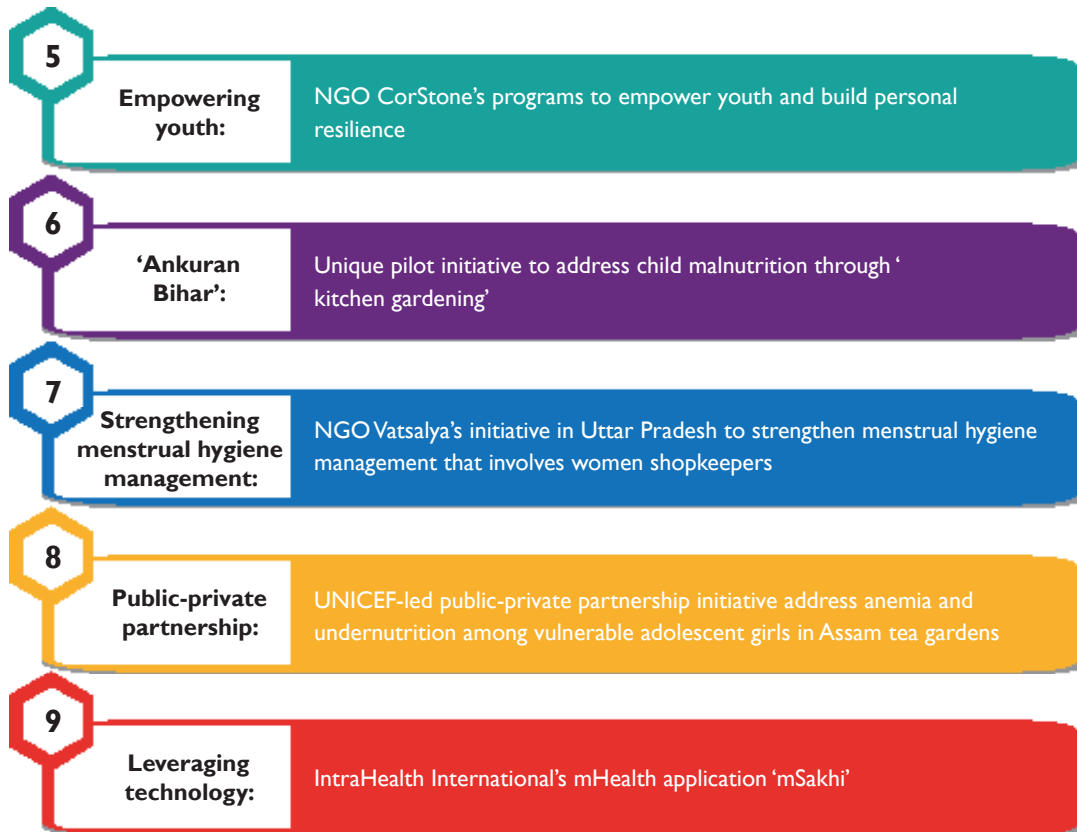 5
Empowering
youth:
NGO CorStone’s programs to empower youth and build personal
resilience
6
‘Ankuran
Bihar’:
Unique pilot initiative to address child malnutrition through ‘
kitchen gardening’
7
Strengthening
menstrual hygiene
management:
NGO Vatsalya’s initiative in Uttar Pradesh to strengthen menstrual hygiene
management that involves women shopkeepers
8
Public-private
partnership:
UNICEF-led public-private partnership initiative address anemia and
undernutrition among vulnerable adolescent girls in Assam tea gardens
9
Leveraging
technology:
IntraHealth International’s mHealth application ‘mSakhi’